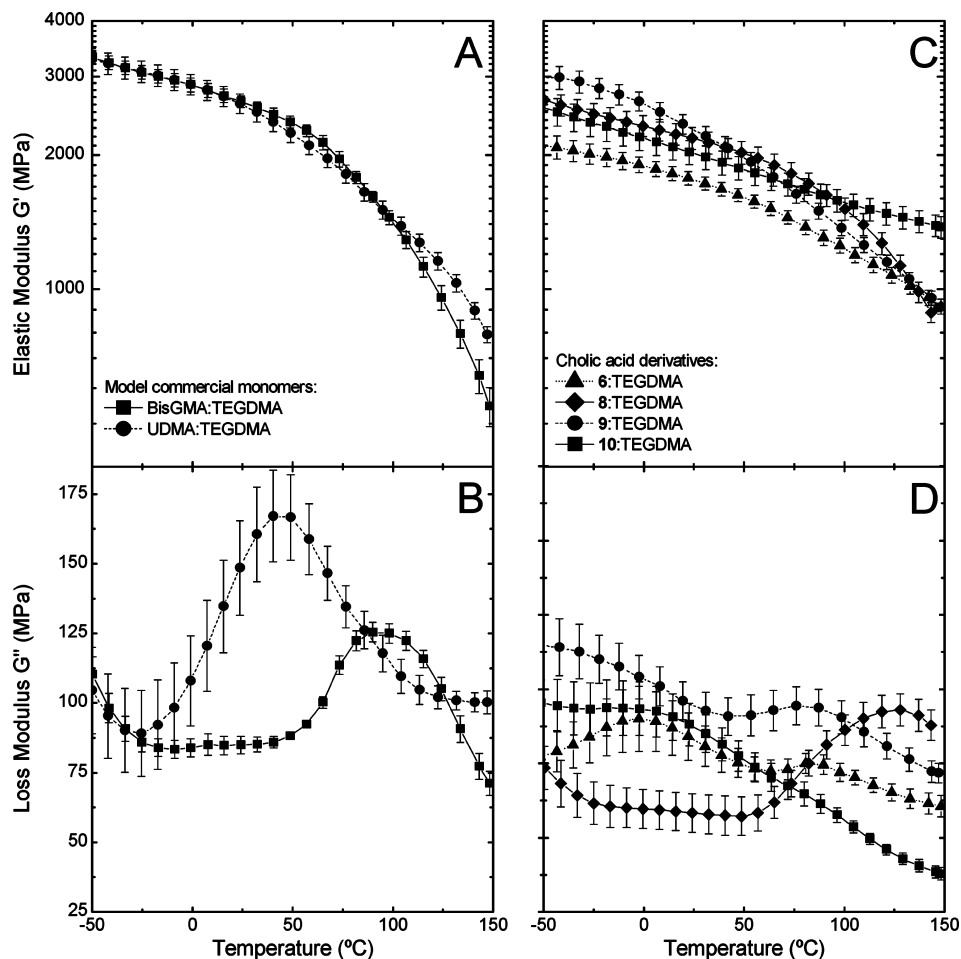 4000
3000
2000
1000
Elastic Modulus G' (MPa)
A
Model commercial monomers:
BisGMA:TEGDMA
UDMA:TEGDMA
C
Cholic acid derivatives:
6:TEGDMA
8:TEGDMA
9:TEGDMA
10:TEGDMA
175
150
125
100
75
50
25
Loss Modulus G" (MPa)
B
D
-50 0 50 100 150
Temperature (ºC)
-50 0 50 100 150
Temperature (ºC)